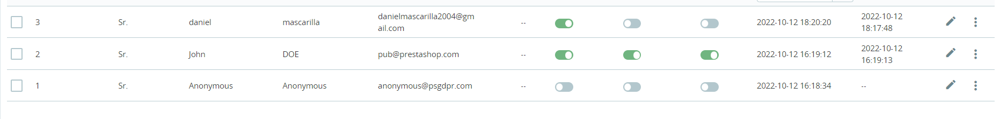 3 Sr. daniel mascarilla danielmascarilla2004@gm -- 2022-10-12 18:20:20 2022-10-12
ail.com 18:17:48
2 Sr. John DOE pub@prestashop.com -- 2022-10-12 16:19:12 2022-10-12
16:19:13
1 Sr. Anonymous Anonymous anonymous@psgdpr.com -- 2022-10-12 16:18:34 --